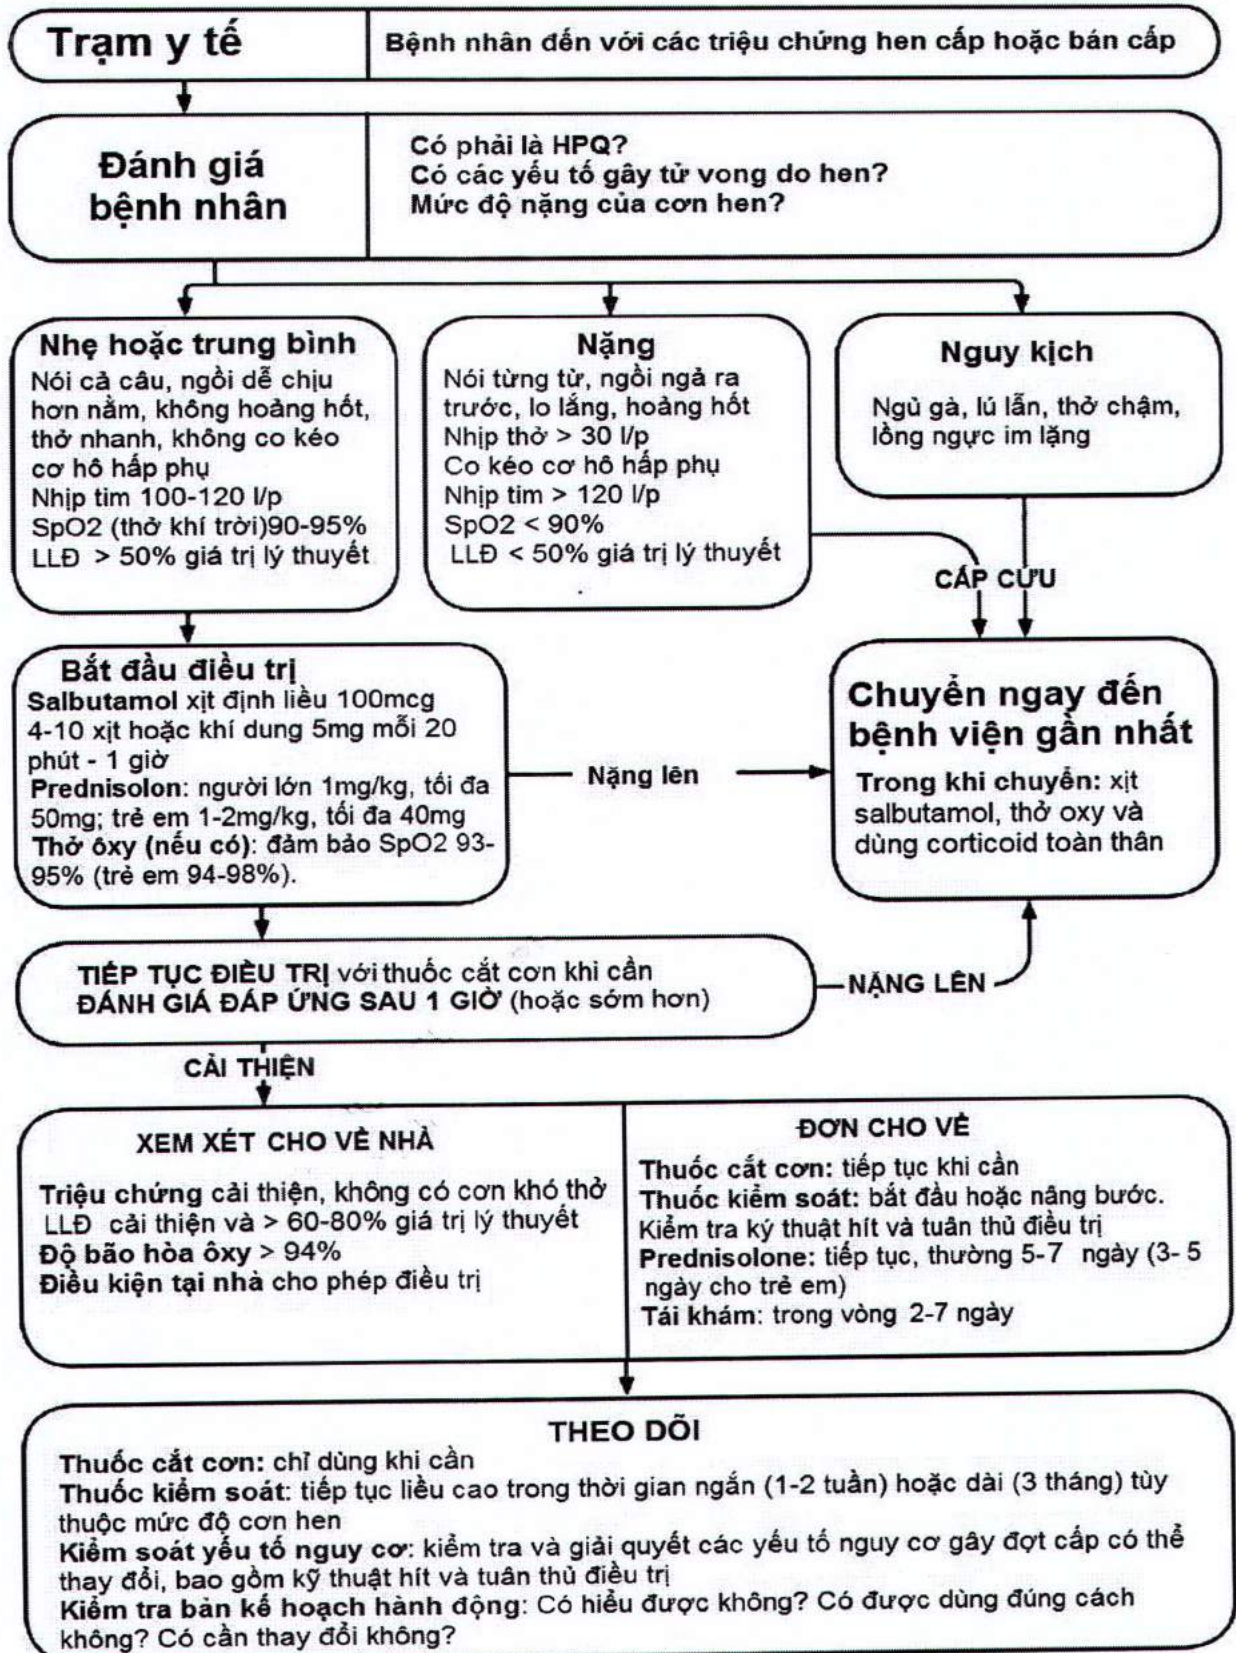 Trạm y tế
Bệnh nhân đến với các triệu chứng hen cấp hoặc bán cấp
Đánh giá
bệnh nhân
Có phải là HPQ?
Có các yếu tố gây tử vong do hen?
Mức độ nặng của cơn hen?
Nhẹ hoặc trung bình
Nói cả câu, ngồi dễ chịu
hơn nằm, không hoảng hốt,
thở nhanh, không co kéo
cơ hô hấp phụ
Nhịp tim 100-120 l/p
SpO2 (thở khí trời)90-95%
LLĐ > 50% giá trị lý thuyết
Nặng
Nói từng từ, ngồi ngả ra
trước, lo lắng, hoảng hốt
Nhịp thở > 30 l/p
Co kéo cơ hô hấp phụ
Nhịp tim > 120 l/p
SpO2 < 90%
LLĐ < 50% giá trị lý thuyết
Nguy kịch
Ngủ gà, lú lẫn, thở chậm,
lồng ngực im lặng
CẤP CỨU
Bắt đầu điều trị
Salbutamol xịt định liều 100mcg
4-10 xịt hoặc khí dung 5mg mỗi 20
phút - 1 giờ
Prednisolon: người lớn 1mg/kg, tối đa
50mg; trẻ em 1-2mg/kg, tối đa 40mg
Thở ôxy (nếu có): đảm bảo SpO2 93-
95% (trẻ em 94-98%).
Nặng lên
Chuyển ngay đến
bệnh viện gần nhất
Trong khi chuyển: xịt
salbutamol, thở oxy và
dùng corticoid toàn thân
TIẾP TỤC ĐIỀU TRỊ với thuốc cắt cơn khi cần
ĐÁNH GIÁ ĐÁP ỨNG SAU 1 GIỜ (hoặc sớm hơn)
NẶNG LÊN
CẢI THIỆN
XEM XÉT CHO VỀ NHÀ
Triệu chứng cải thiện, không có cơn khó thở
LLĐ cải thiện và > 60-80% giá trị lý thuyết
Độ bão hòa ôxy > 94%
Điều kiện tại nhà cho phép điều trị
ĐƠN CHO VỀ
Thuốc cắt cơn: tiếp tục khi cần
Thuốc kiểm soát: bắt đầu hoặc nâng bước.
Kiểm tra kỹ thuật hít và tuân thủ điều trị
Prednisolone: tiếp tục, thường 5-7 ngày (3- 5
ngày cho trẻ em)
Tái khám: trong vòng 2-7 ngày
THEO DÕI
Thuốc cắt cơn: chỉ dùng khi cần
Thuốc kiểm soát: tiếp tục liều cao trong thời gian ngắn (1-2 tuần) hoặc dài (3 tháng) tùy
thuộc mức độ cơn hen
Kiểm soát yếu tố nguy cơ: kiểm tra và giải quyết các yếu tố nguy cơ gây đợt cấp có thể
thay đổi, bao gồm kỹ thuật hít và tuân thủ điều trị
Kiểm tra bản kế hoạch hành động: Có hiểu được không? Có được dùng đúng cách
không? Có cần thay đổi không?